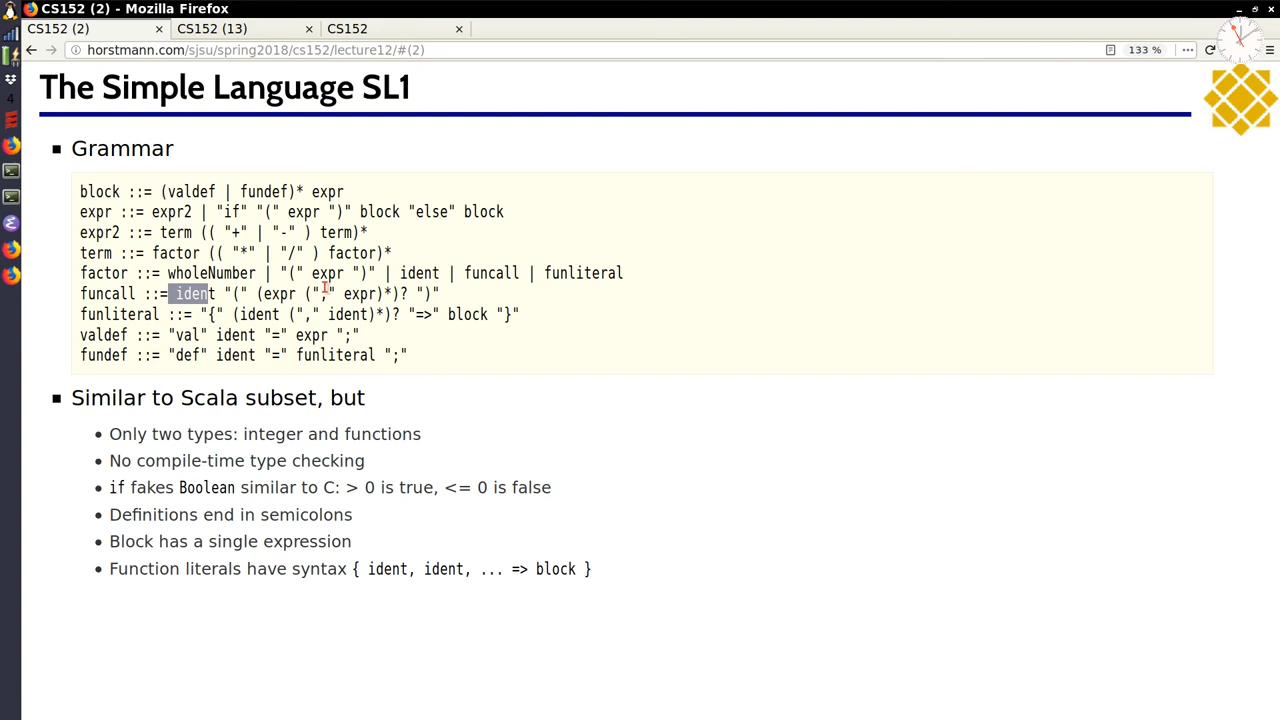 CS152 (2) - Mozilla Firefox
CS152 (2) × CS152 (13) × CS152 ×
horstmann.com/sjsu/spring2018/cs152/lecture12/#(2) 133 %
4
The Simple Language SL1
Grammar
block ::= (valdef | fundef)* expr
expr ::= expr2 | "if" "(" expr ")" block "else" block
expr2 ::= term (( "+" | "-" ) term)*
term ::= factor (( "*" | "/" ) factor)*
factor ::= wholeNumber | "(" expr ")" | ident | funcall | funliteral
funcall ::= ident "(" (expr ("," expr)*)? ")"
funliteral ::= "{" (ident ("," ident)*)? "=>" block "}"
valdef ::= "val" ident "=" expr ";"
fundef ::= "def" ident "=" funliteral ";"
Similar to Scala subset, but
Only two types: integer and functions
No compile-time type checking
if fakes Boolean similar to C: > 0 is true, <= 0 is false
Definitions end in semicolons
Block has a single expression
Function literals have syntax { ident, ident, ... => block }